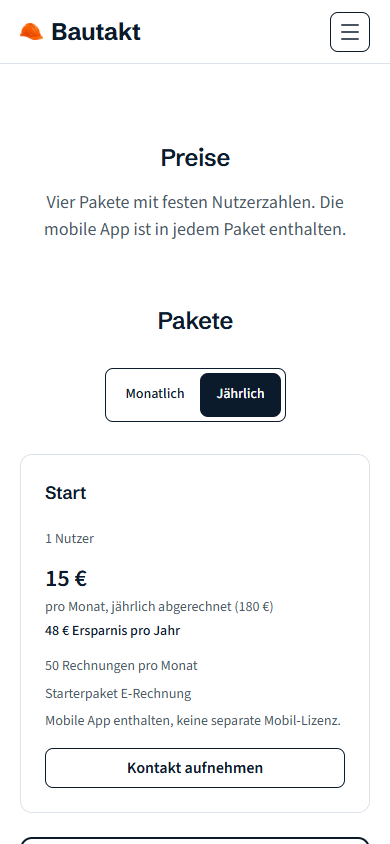 Bautakt
Preise
Vier Pakete mit festen Nutzerzahlen. Die
mobile App ist in jedem Paket enthalten.
Pakete
Monatlich Jährlich
Start
1 Nutzer
15 €
pro Monat, jährlich abgerechnet (180 €)
48 € Ersparnis pro Jahr
50 Rechnungen pro Monat
Starterpaket E-Rechnung
Mobile App enthalten, keine separate Mobil-Lizenz.
Kontakt aufnehmen